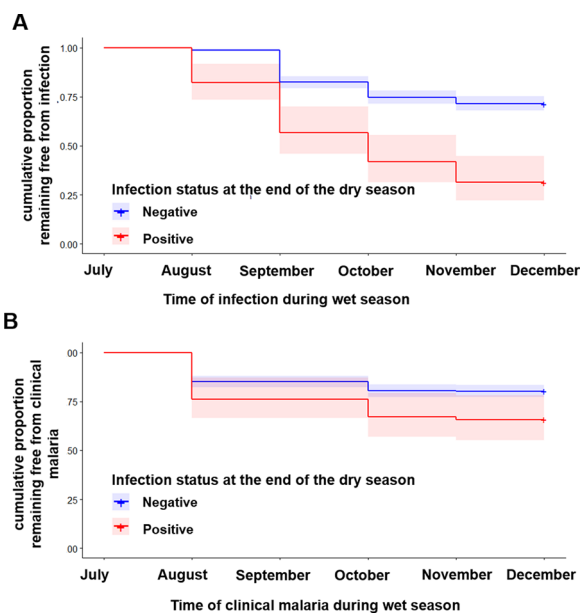 A
cumulative proportion
remaining free from infection
1.00
0.75
0.50
0.25
0.00
Infection status at the end of the dry season
Negative
Positive
July August September October November December
Time of infection during wet season
B
cumulative proportion
remaining free from clinical
malaria
00
75
50
25
00
Infection status at the end of the dry season
Negative
Positive
July August September October November December
Time of clinical malaria during wet season